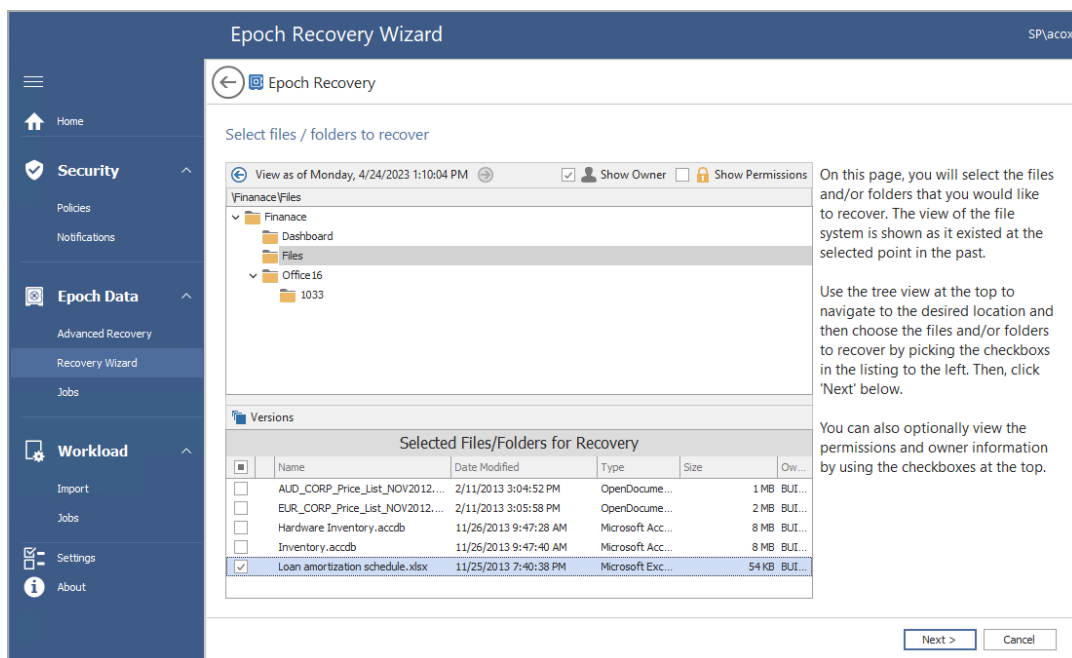 Epoch Recovery Wizard
SP\acox
Home
Security
Policies
Notifications
Epoch Data
Advanced Recovery
Recovery Wizard
Jobs
Workload
Import
Jobs
Settings
About
Epoch Recovery
Select files / folders to recover
View as of Monday, 4/24/2023 1:10:04 PM
Show Owner
Show Permissions
\Finanace\Files
Finanace
Dashboard
Files
Office16
1033
Versions
Selected Files/Folders for Recovery
Name Date Modified Type Size Ow...
AUD_CORP_Price_List_NOV2012.... 2/11/2013 3:04:52 PM OpenDocume... 1 MB BUI...
EUR_CORP_Price_List_NOV2012.... 2/11/2013 3:05:58 PM OpenDocume... 2 MB BUI...
Hardware Inventory.accdb 11/26/2013 9:47:28 AM Microsoft Acc... 8 MB BUI...
Inventory.accdb 11/26/2013 9:47:40 AM Microsoft Acc... 8 MB BUI...
Loan amortization schedule.xlsx 11/25/2013 7:40:38 PM Microsoft Exc... 54 KB BUI...
On this page, you will select the files
and/or folders that you would like
to recover. The view of the file
system is shown as it existed at the
selected point in the past.
Use the tree view at the top to
navigate to the desired location and
then choose the files and/or folders
to recover by picking the checkboxs
in the listing to the left. Then, click
'Next' below.
You can also optionally view the
permissions and owner information
by using the checkboxes at the top.
Next >
Cancel